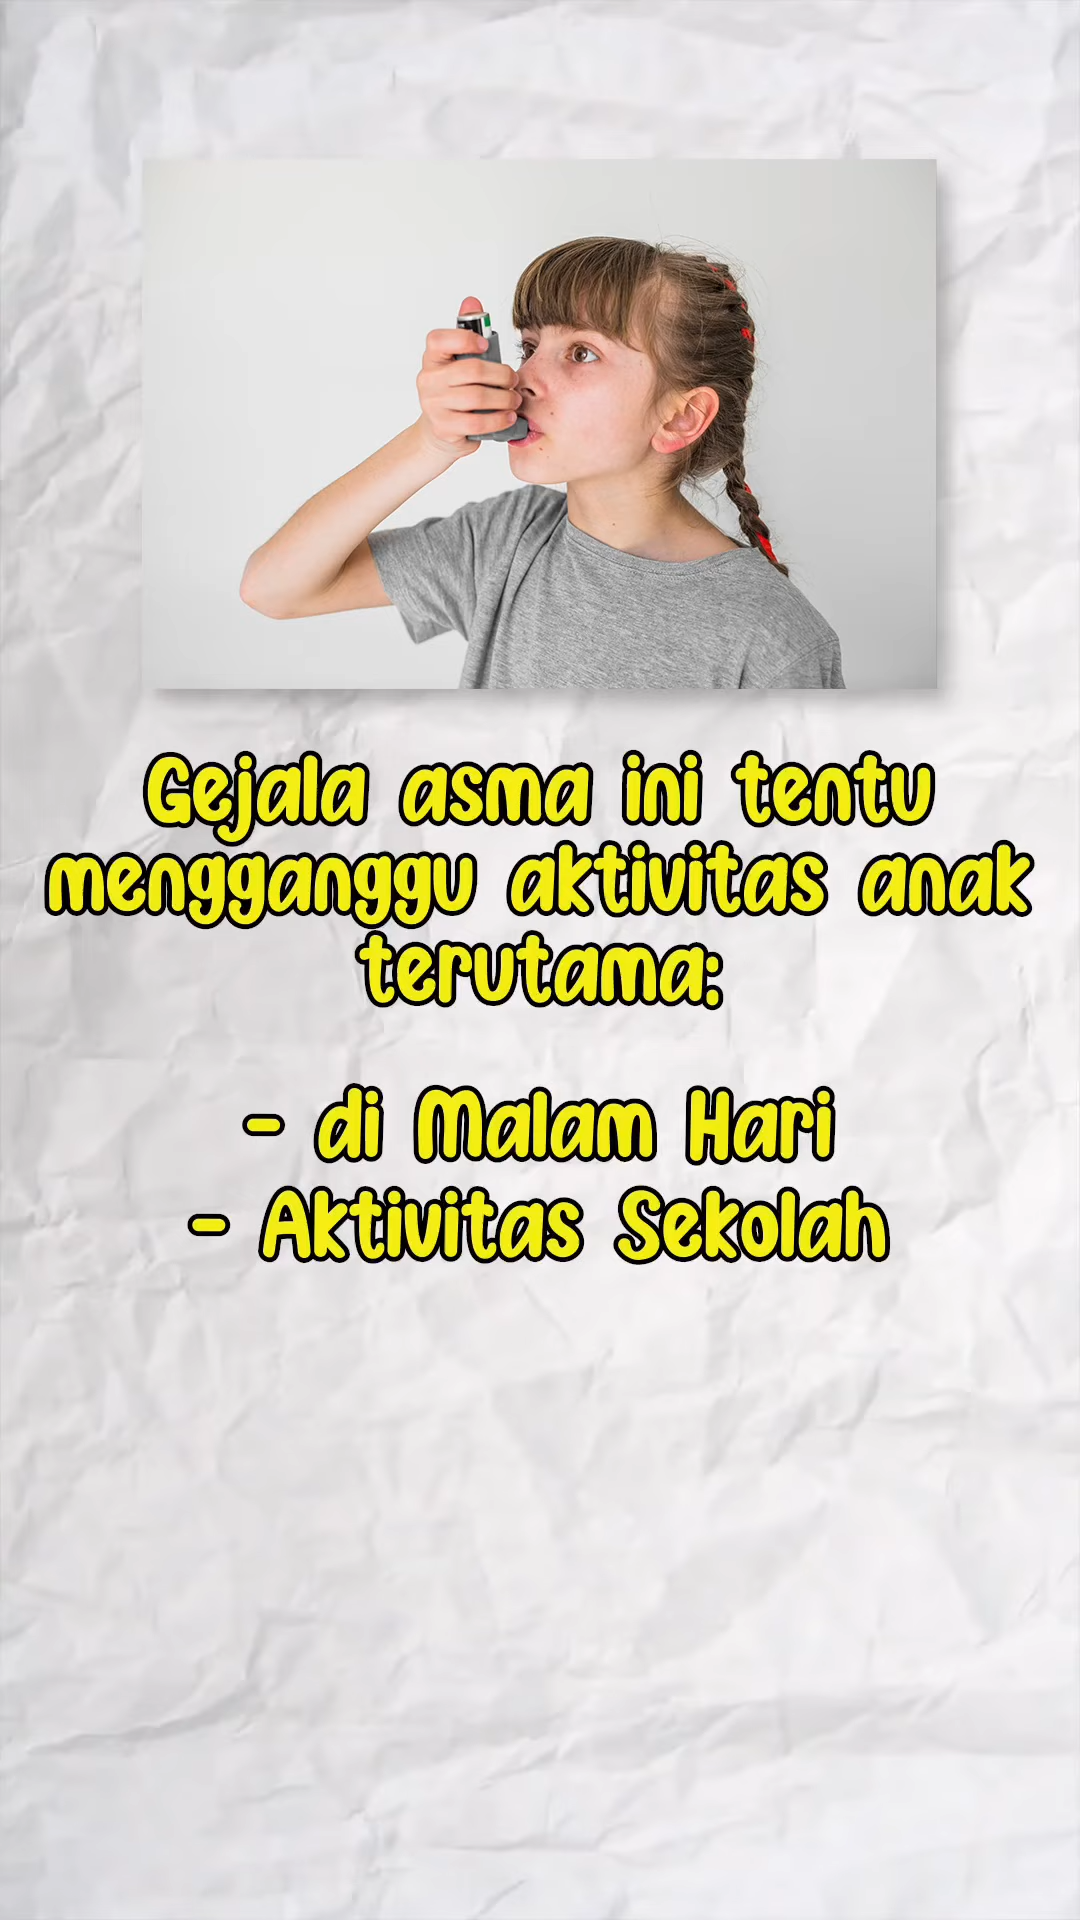 Gejala asma ini tentu
mengganggu aktivitas anak
terutama:
- di Malam Hari
- Aktivitas Sekolah